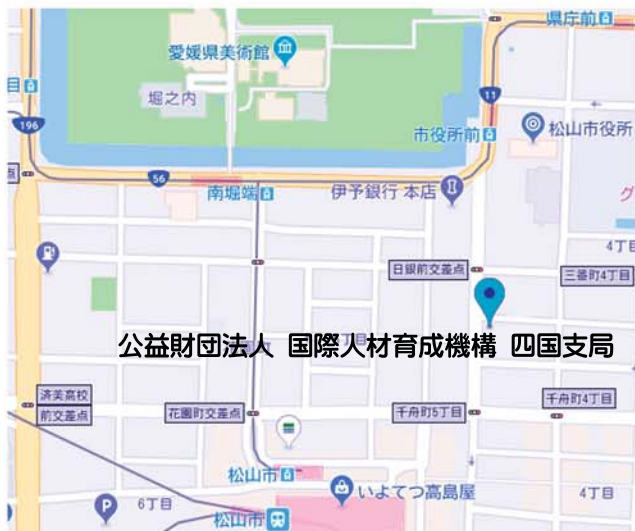 県庁前
愛媛県美術館
目
堀之内
11
196
市役所前
松山市役所
点
56
南堀端
伊予銀行 本店
グ
4丁目
日銀前交差点
三番町4丁目
公益財団法人 国際人材育成機構 四国支局
済美高校
前交差点
花園町交差点
千舟町5丁目
千舟町4丁目
松山市
いよてつ高島屋
4丁目
P
6丁目
松山市